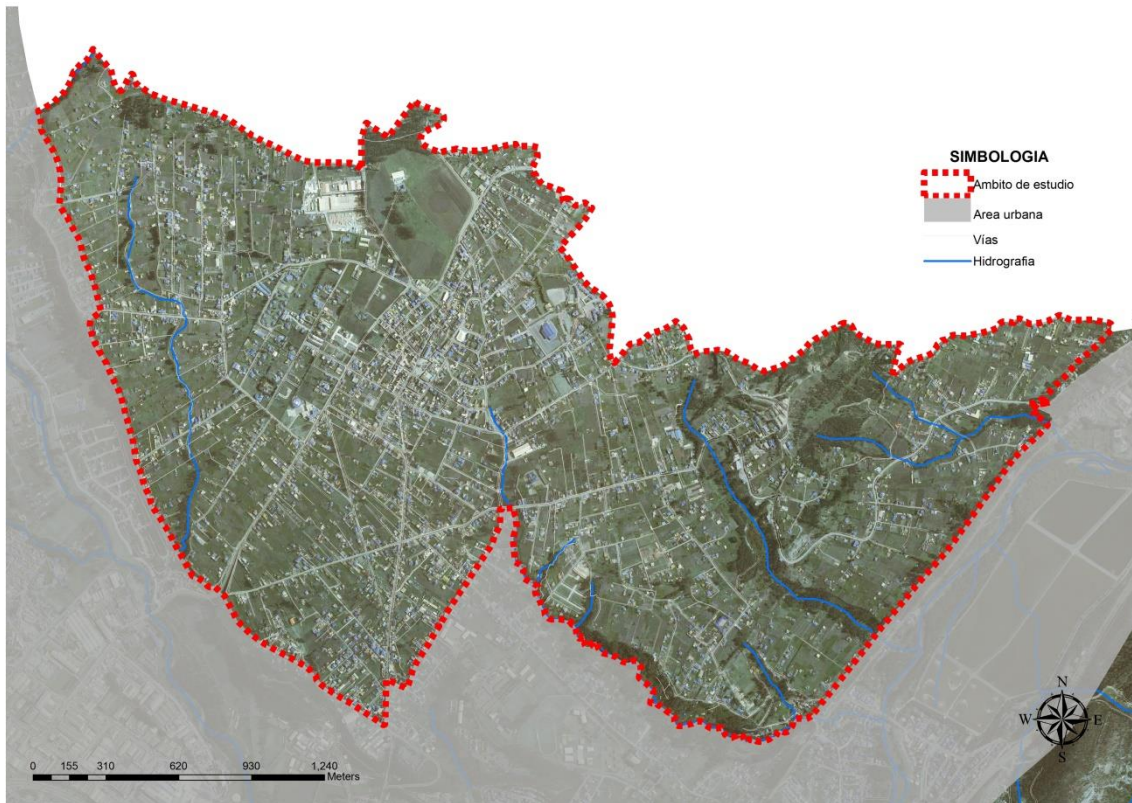 SIMBOLOGIA
Ambito de estudio
Area urbana
Vías
Hidrografia
N
W E
S
0 155 310 620 930 1,240
Meters